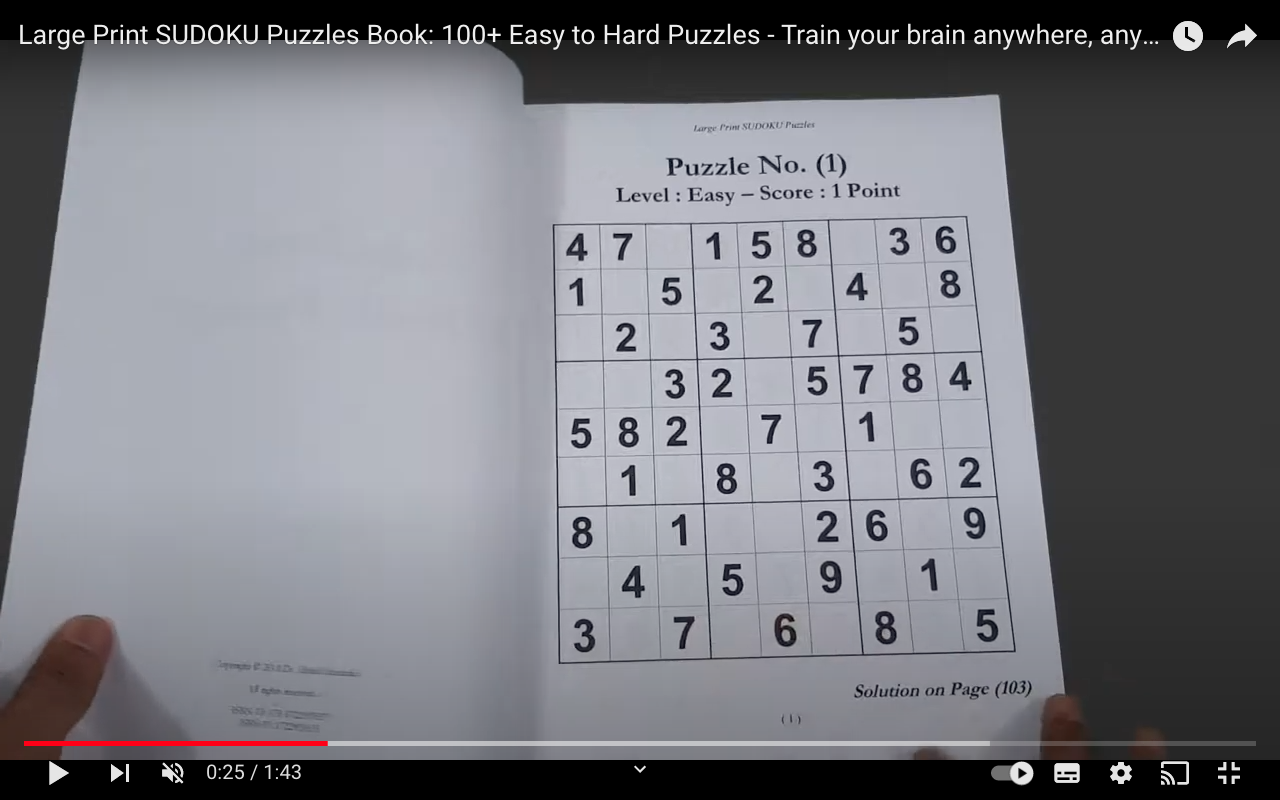 Large Print SUDOKU Puzzles Book: 100+ Easy to Hard Puzzles - Train your brain anywhere, any…
Large Print SUDOKU Puzzles
Puzzle No. (1)
Level : Easy – Score : 1 Point
4 7 1 5 8 3 6
1 5 2 4 8
2 3 7 5
3 2 5 7 8 4
5 8 2 7 1
1 8 3 6 2
8 1 2 6 9
4 5 9 1
3 7 6 8 5
Solution on Page (103)
( 1 )
0:25 / 1:43